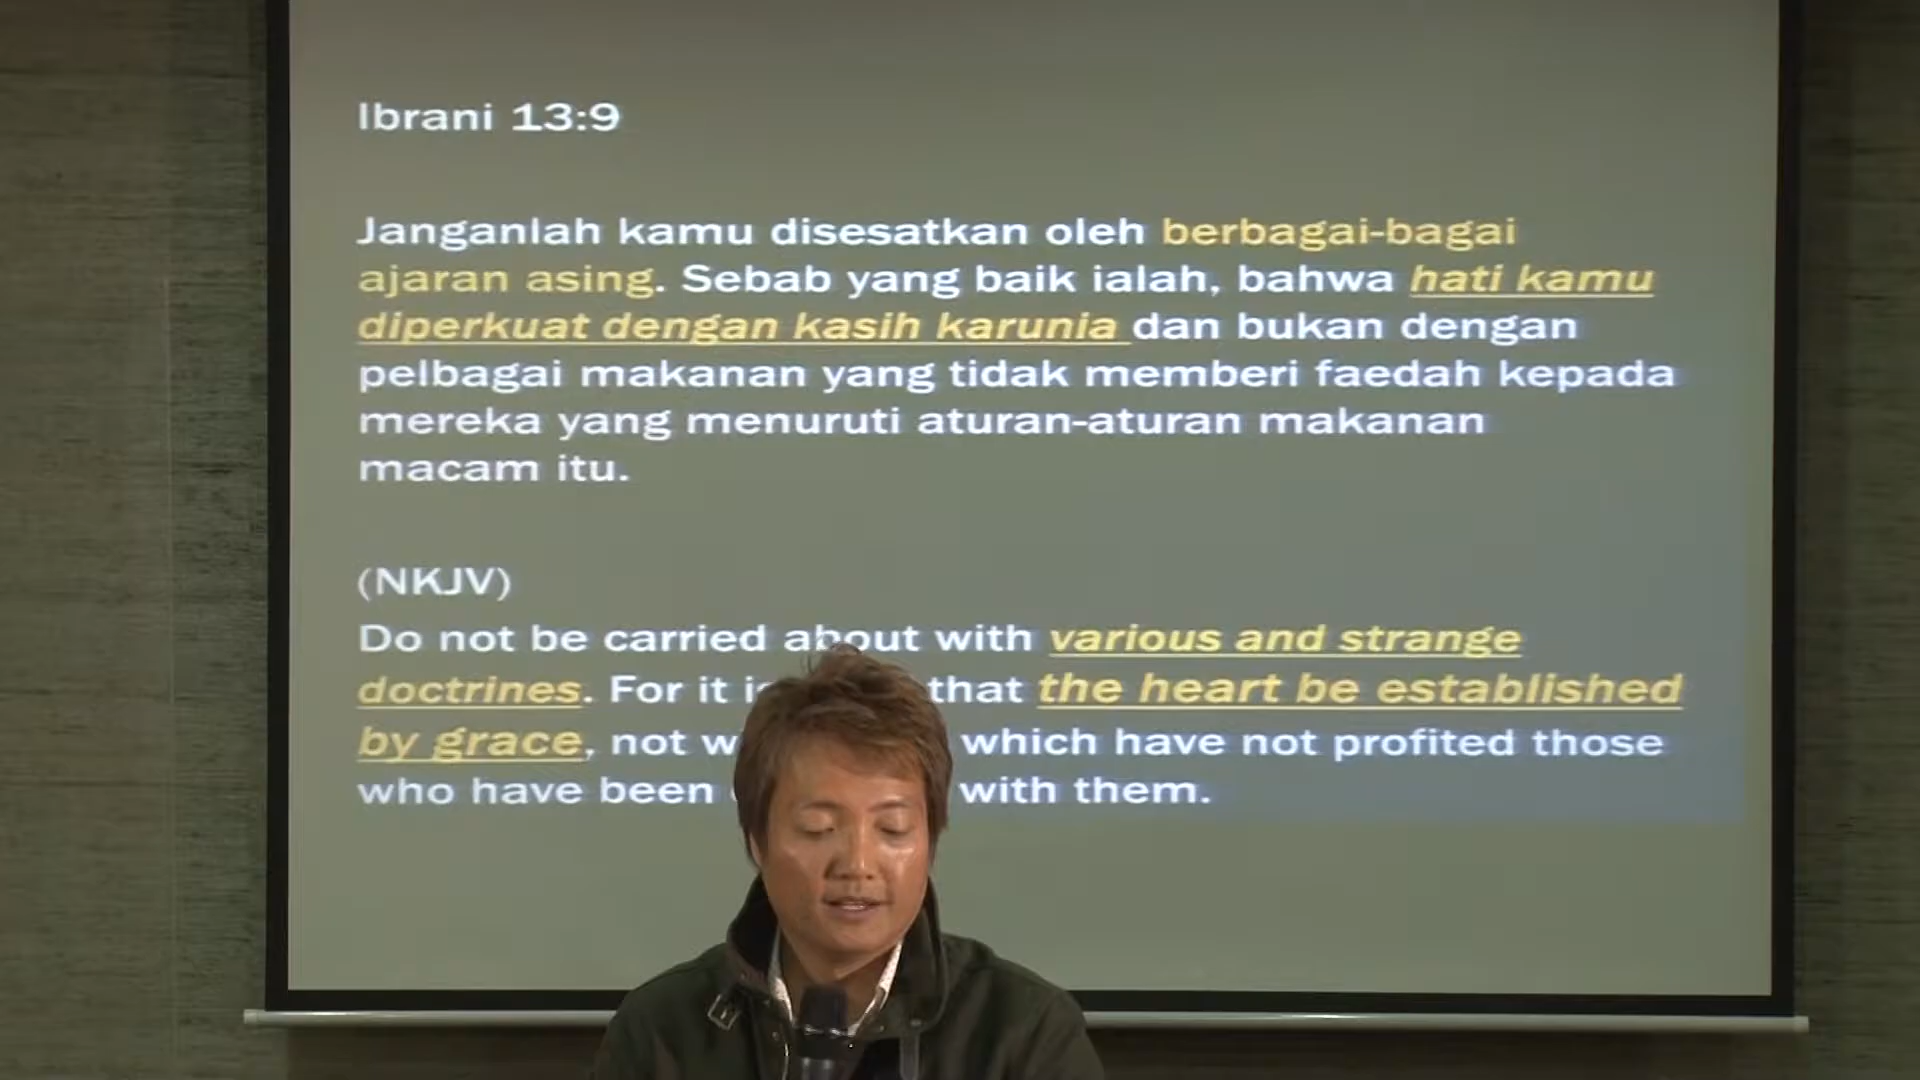 Ibrani 13:9
Janganlah kamu disesatkan oleh berbagai-bagai
ajaran asing. Sebab yang baik ialah, bahwa hati kamu
diperkuat dengan kasih karunia dan bukan dengan
pelbagai makanan yang tidak memberi faedah kepada
mereka yang menuruti aturan-aturan makanan
macam itu.
(NKJV)
Do not be carried about with various and strange
doctrines. For it that the heart be established
by grace, not which have not profited those
who have been with them.